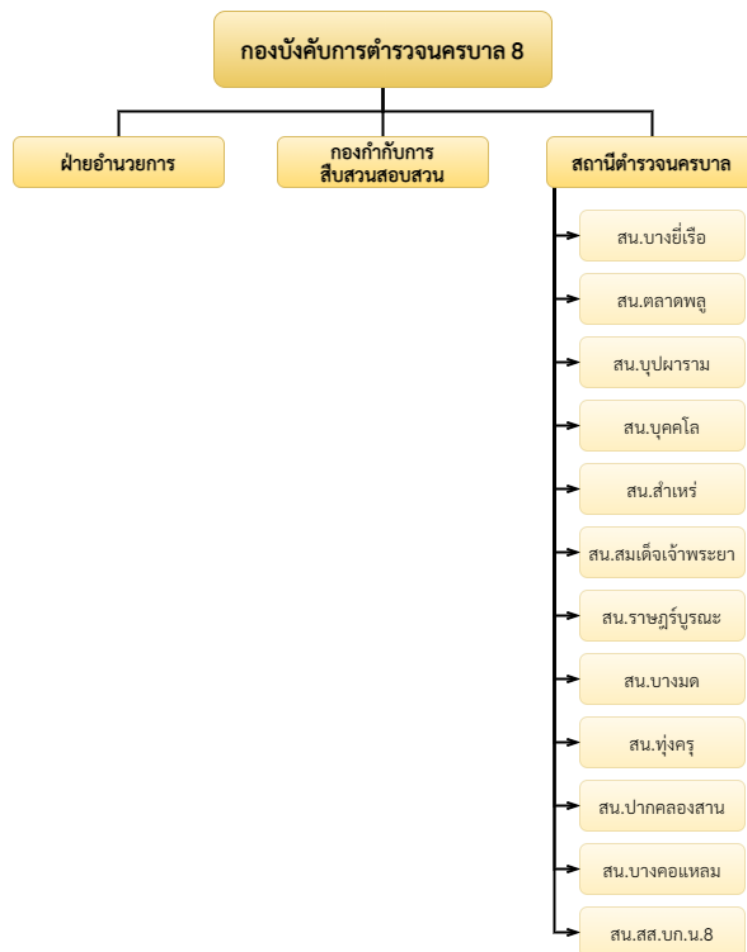 กองบังคับการตำรวจนครบาล 8
ฝ่ายอำนวยการ
กองกำกับการ
สืบสวนสอบสวน
สถานีตำรวจนครบาล
สน.บางยี่เรือ
สน.ตลาดพลู
สน.บุปผาราม
สน.บุคคโล
สน.สำเหร่
สน.สมเด็จเจ้าพระยา
สน.ราษฎร์บูรณะ
สน.บางมด
สน.ทุ่งครุ
สน.ปากคลองสาน
สน.บางคอแหลม
สน.สส.บก.น.8